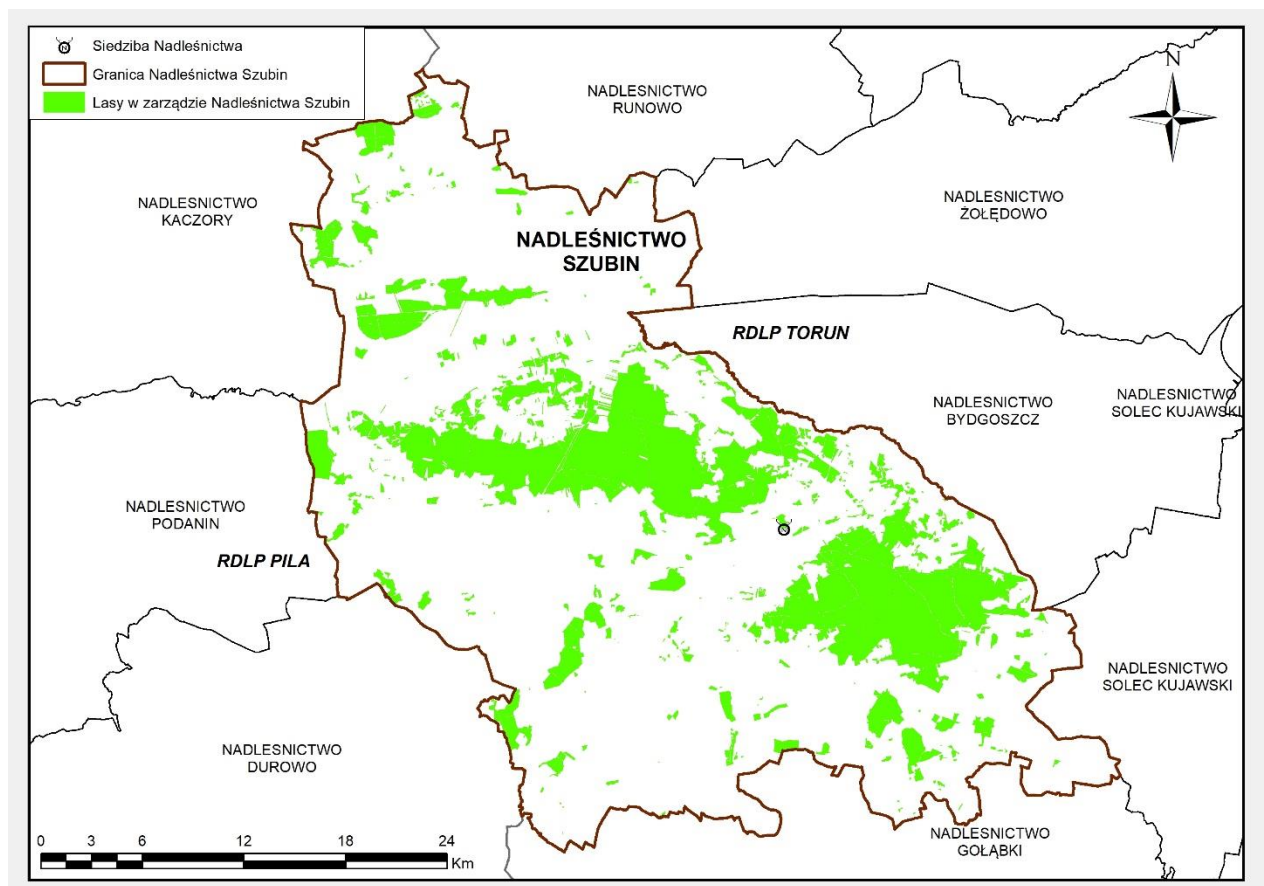 Siedziba Nadleśnictwa
Granica Nadleśnictwa Szubin
Lasy w zarządzie Nadleśnictwa Szubin
N
NADLESNICTWO
RUNOWO
NADLESNICTWO
KACZORY
NADLESNICTWO
ŻOŁĘDOWO
NADLEŚNICTWO
SZUBIN
RDLP TORUN
NADLESNICTWO
BYDGOSZCZ
NADLESNICTWO
SOLEC KUJAWSKI
NADLESNICTWO
PODANIN
RDLP PILA
NADLESNICTWO
SOLEC KUJAWSKI
NADLESNICTWO
DUROWO
NADLESNICTWO
GOŁĄBKI
0 3 6 12 18 24
Km